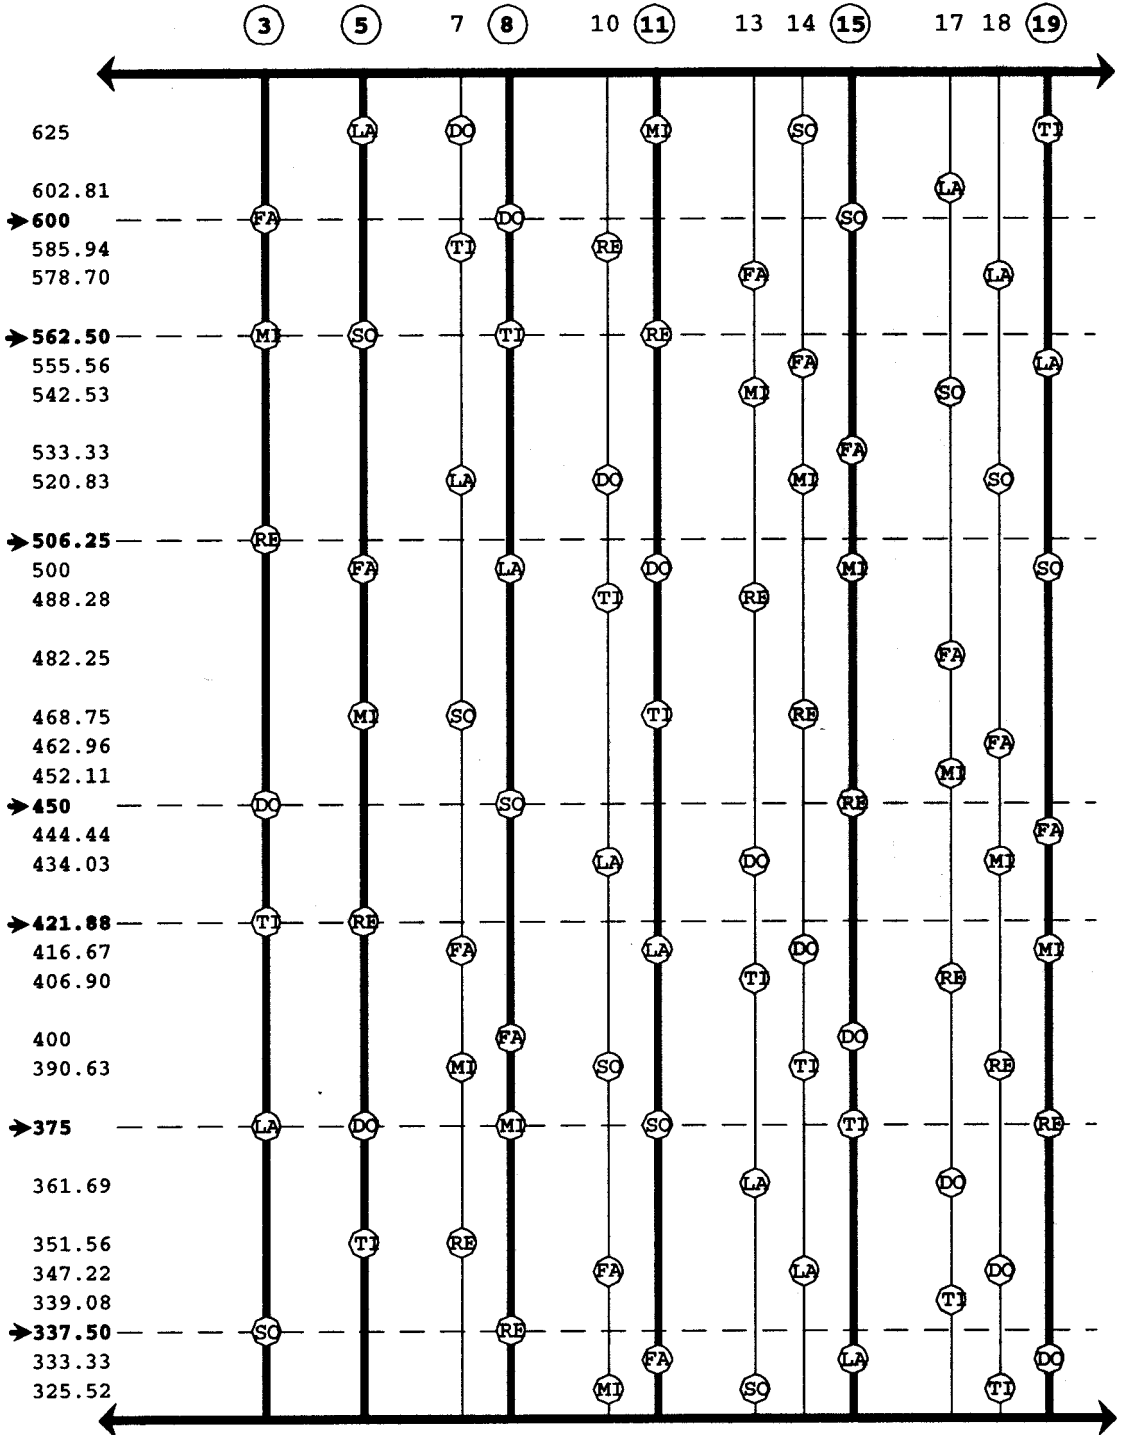 3 5 7 8 10 11 13 14 15 17 18 19
625 LA DO MI SO TI
602.81 LA
600 FA DO SO
585.94 TI RE
578.70 FA LA
562.50 MI SO TI RE
555.56 FA LA
542.53 MI SO
533.33 FA
520.83 LA DO MI SO
506.25 RE
500 FA LA DO MI SO
488.28 TI RE
482.25 FA
468.75 MI SO TI RE
462.96 FA
452.11 MI
450 DO SO RE
444.44 FA
434.03 LA DO MI
421.88 TI RE
416.67 FA LA DO MI
406.90 TI RE
400 FA DO
390.63 MI SO TI RE
375 LA DO MI SO TI RE
361.69 LA DO
351.56 TI RE
347.22 FA LA DO
339.08 TI
337.50 SO RE
333.33 FA LA DO
325.52 MI SO TI